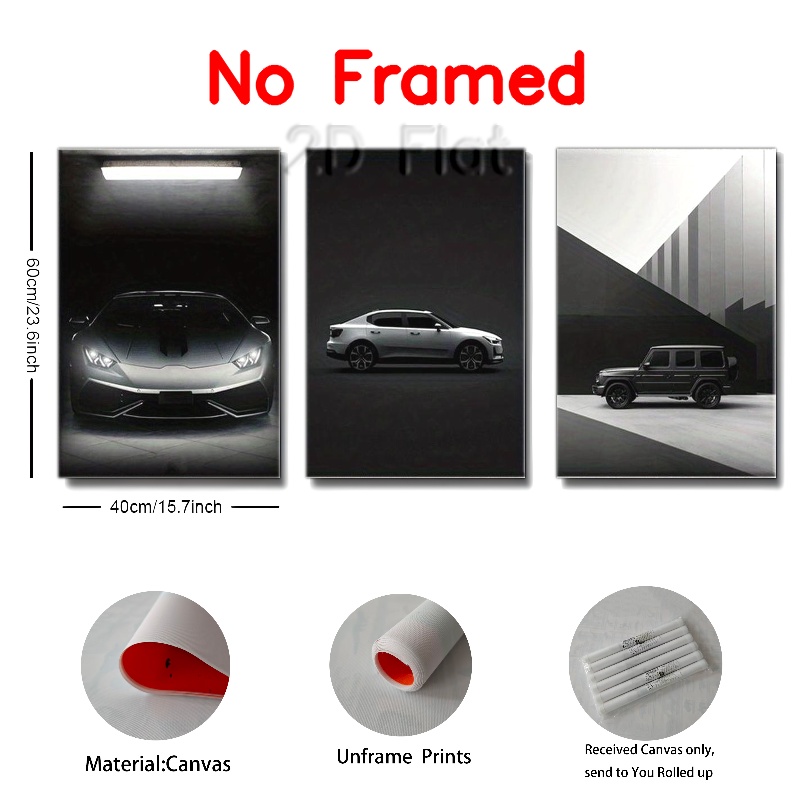 No Framed
2D Flat
60cm/23.6inch
40cm/15.7inch
Material:Canvas
Unframe Prints
Received Canvas only,
send to You Rolled up